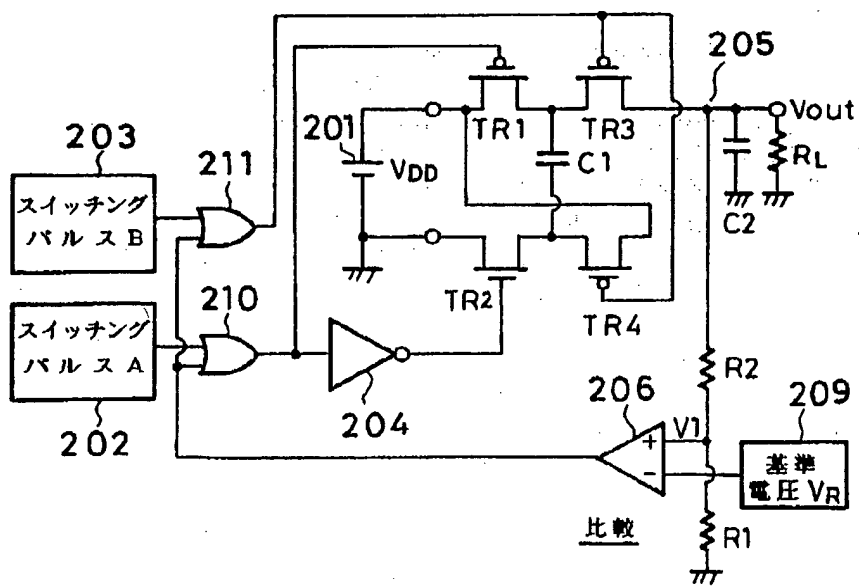 205
Vout
TR1
TR3
RL
203
211
201
VDD
C1
C2
スイッチング
パルス B
TR2
TR4
210
スイッチング
パルス A
204
R2
206
V1
209
+
-
基準
電圧 VR
202
比較
R1